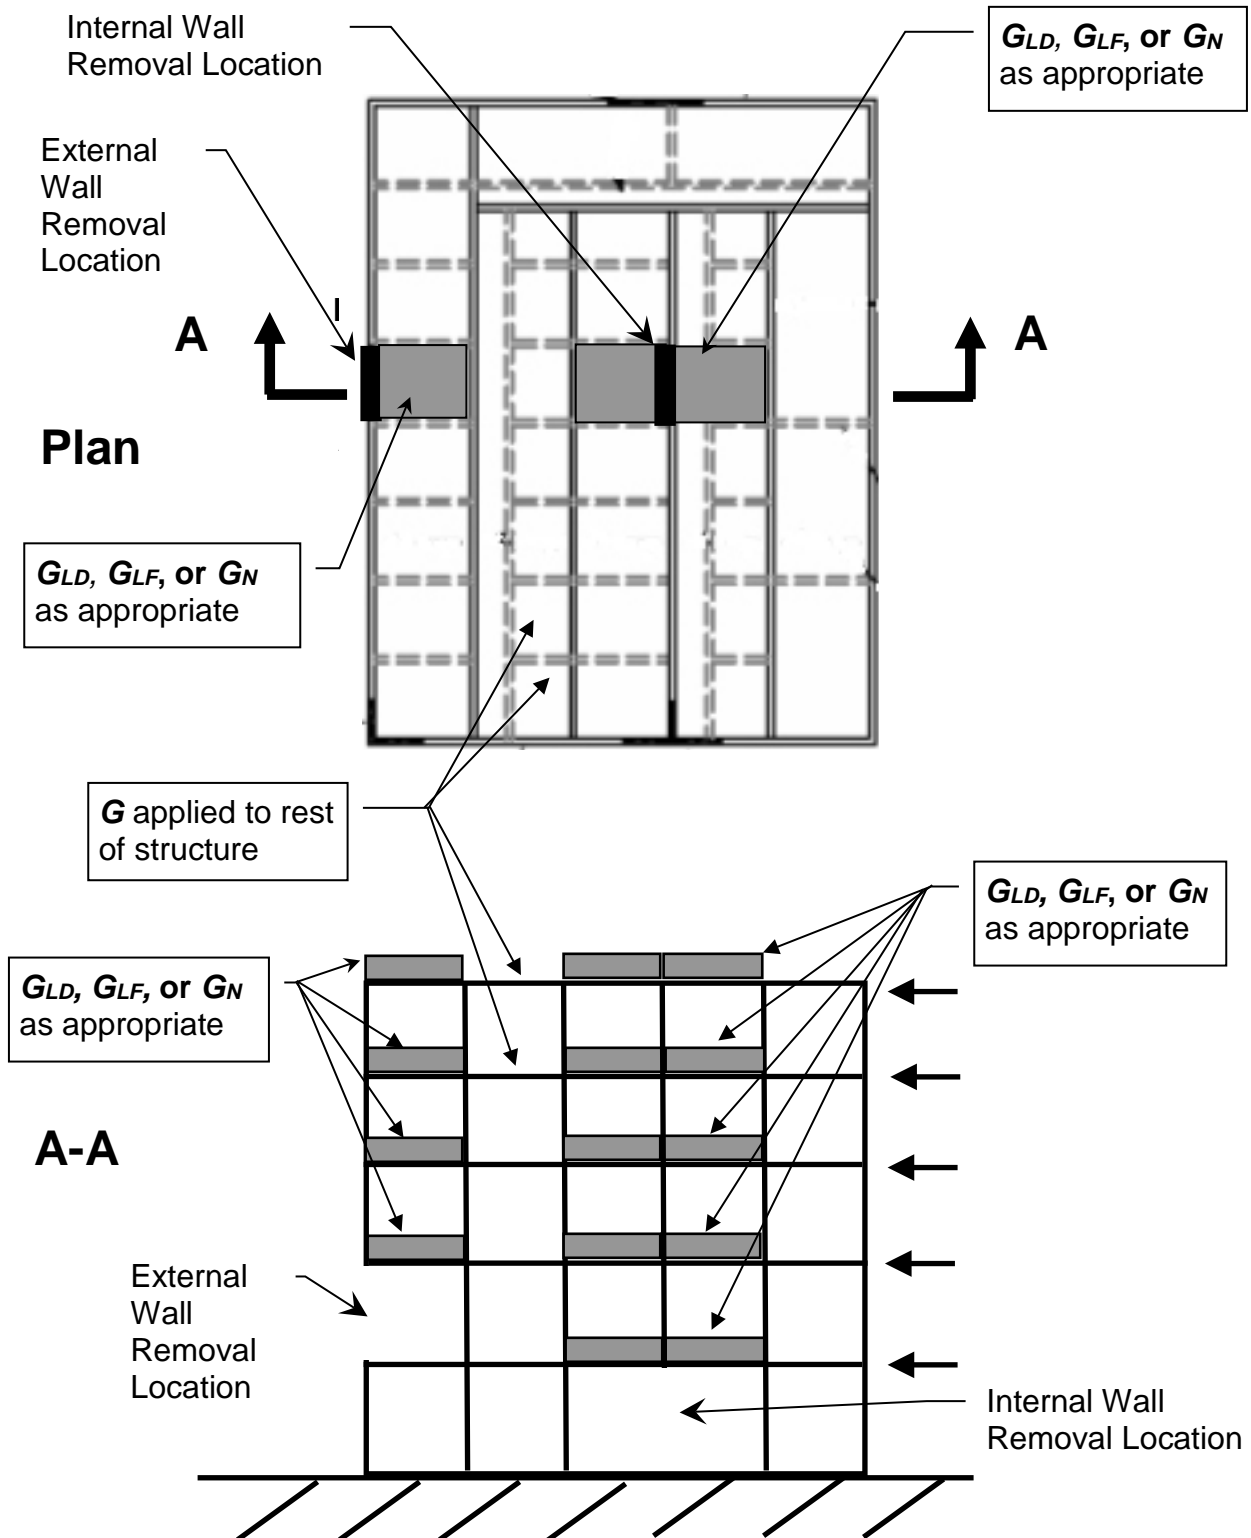 Internal Wall
Removal Location
GLD, GLF, or GN
as appropriate
External
Wall
Removal
Location
A
A
Plan
GLD, GLF, or GN
as appropriate
G applied to rest
of structure
GLD, GLF, or GN
as appropriate
GLD, GLF, or GN
as appropriate
A-A
External
Wall
Removal
Location
Internal Wall
Removal Location